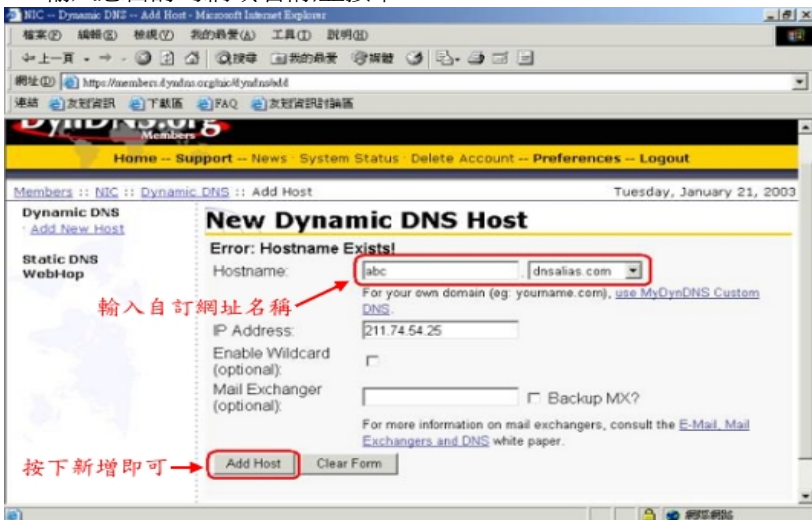 NIC -- Dynamic DNS -- Add Host - Microsoft Internet Explorer
檔案(F) 編輯(E) 檢視(V) 我的最愛(A) 工具(T) 說明(H)
上一頁 搜尋 我的最愛 媒體
網址(D) https://members.dyndns.org/nic/dyndns/add
連結 友冠資訊 下載區 FAQ 友冠資訊討論區
DynDNS.org
Members
Home -- Support -- News · System Status · Delete Account -- Preferences -- Logout
Members :: NIC :: Dynamic DNS :: Add Host Tuesday, January 21, 2003
Dynamic DNS
· Add New Host
Static DNS
WebHop
New Dynamic DNS Host
Error: Hostname Exists!
Hostname: abc . dnsalias.com
輸入自訂網址名稱
For your own domain (eg: yourname.com), use MyDynDNS Custom
DNS.
IP Address: 211.74.54.25
Enable Wildcard
(optional):
Mail Exchanger
(optional): Backup MX?
For more information on mail exchangers, consult the E-Mail, Mail
Exchangers and DNS white paper.
按下新增即可 Add Host Clear Form
網際網路